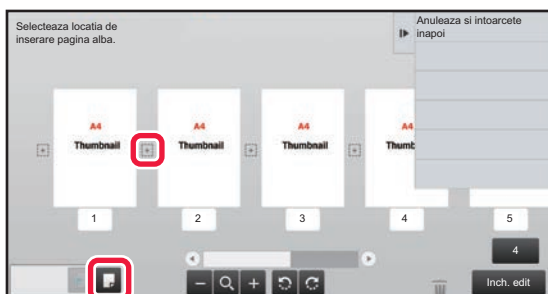 Selecteaza locatia de
inserare pagina alba.
Anuleaza si intoarcete
inapoi
A4
Thumbnail
A4
Thumbnail
A4
Thumbnail
A4
Thumb
1
2
3
4
5
4
Inch. edit